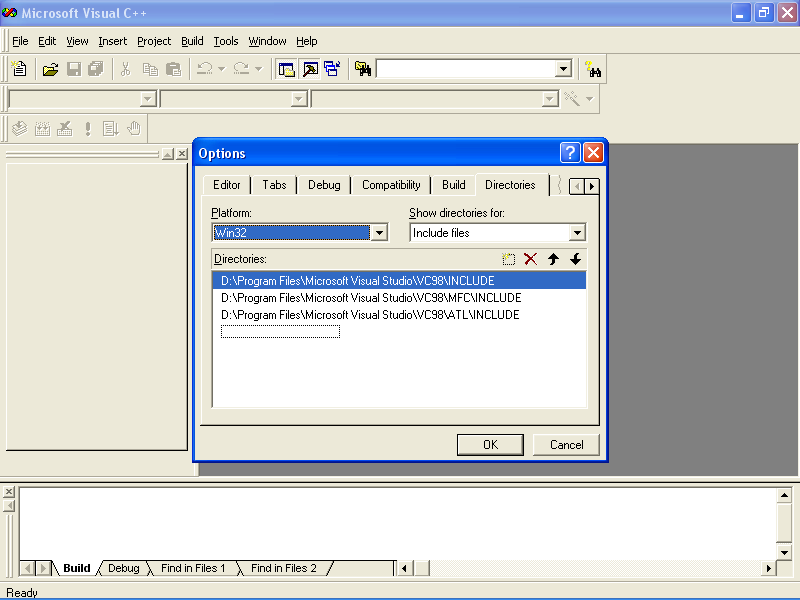 Microsoft Visual C++
File Edit View Insert Project Build Tools Window Help
Options
Editor Tabs Debug Compatibility Build Directories
Platform: Show directories for:
Win32 Include files
Directories:
D:\Program Files\Microsoft Visual Studio\VC98\INCLUDE
D:\Program Files\Microsoft Visual Studio\VC98\MFC\INCLUDE
D:\Program Files\Microsoft Visual Studio\VC98\ATL\INCLUDE
OK Cancel
Build Debug Find in Files 1 Find in Files 2
Ready